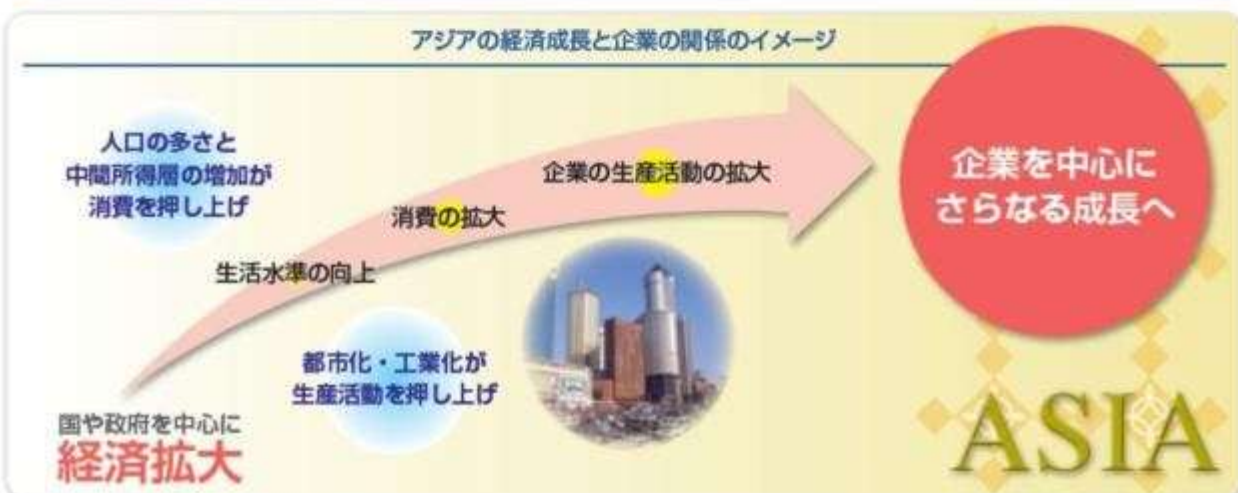 アジアの経済成長と企業の関係のイメージ
人口の多さと
中間所得層の増加が
消費を押し上げ
企業の生産活動の拡大
消費の拡大
生活水準の向上
都市化・工業化が
生産活動を押し上げ
国や政府を中心に
経済拡大
企業を中心に
さらなる成長へ
ASIA